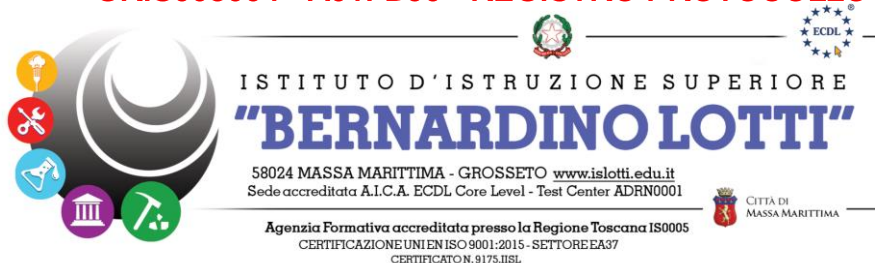 ECDL
ISTITUTO D'ISTRUZIONE SUPERIORE
"BERNARDINO LOTTI"
58024 MASSA MARITTIMA - GROSSETO www.islotti.edu.it
Sede accreditata A.I.C.A. ECDL Core Level - Test Center ADRN0001
CITTÀ DI
MASSA MARITTIMA
Agenzia Formativa accreditata presso la Regione Toscana IS0005
CERTIFICAZIONE UNI EN ISO 9001:2015 - SETTORE EA37
CERTIFICATO N. 9175.IISL